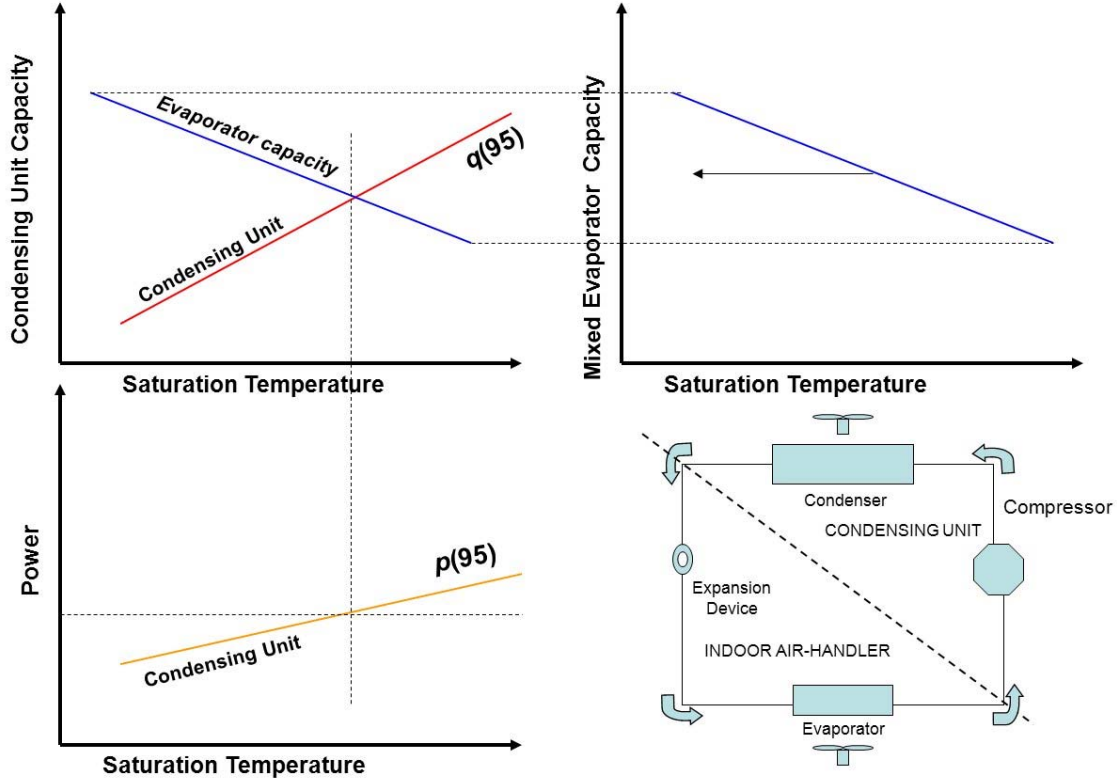 Condensing Unit Capacity
Evaporator capacity
q(95)
Condensing Unit
Saturation Temperature
Mixed Evaporator Capacity
Saturation Temperature
Power
p(95)
Condensing Unit
Saturation Temperature
Condenser
Compressor
CONDENSING UNIT
Expansion
Device
INDOOR AIR-HANDLER
Evaporator